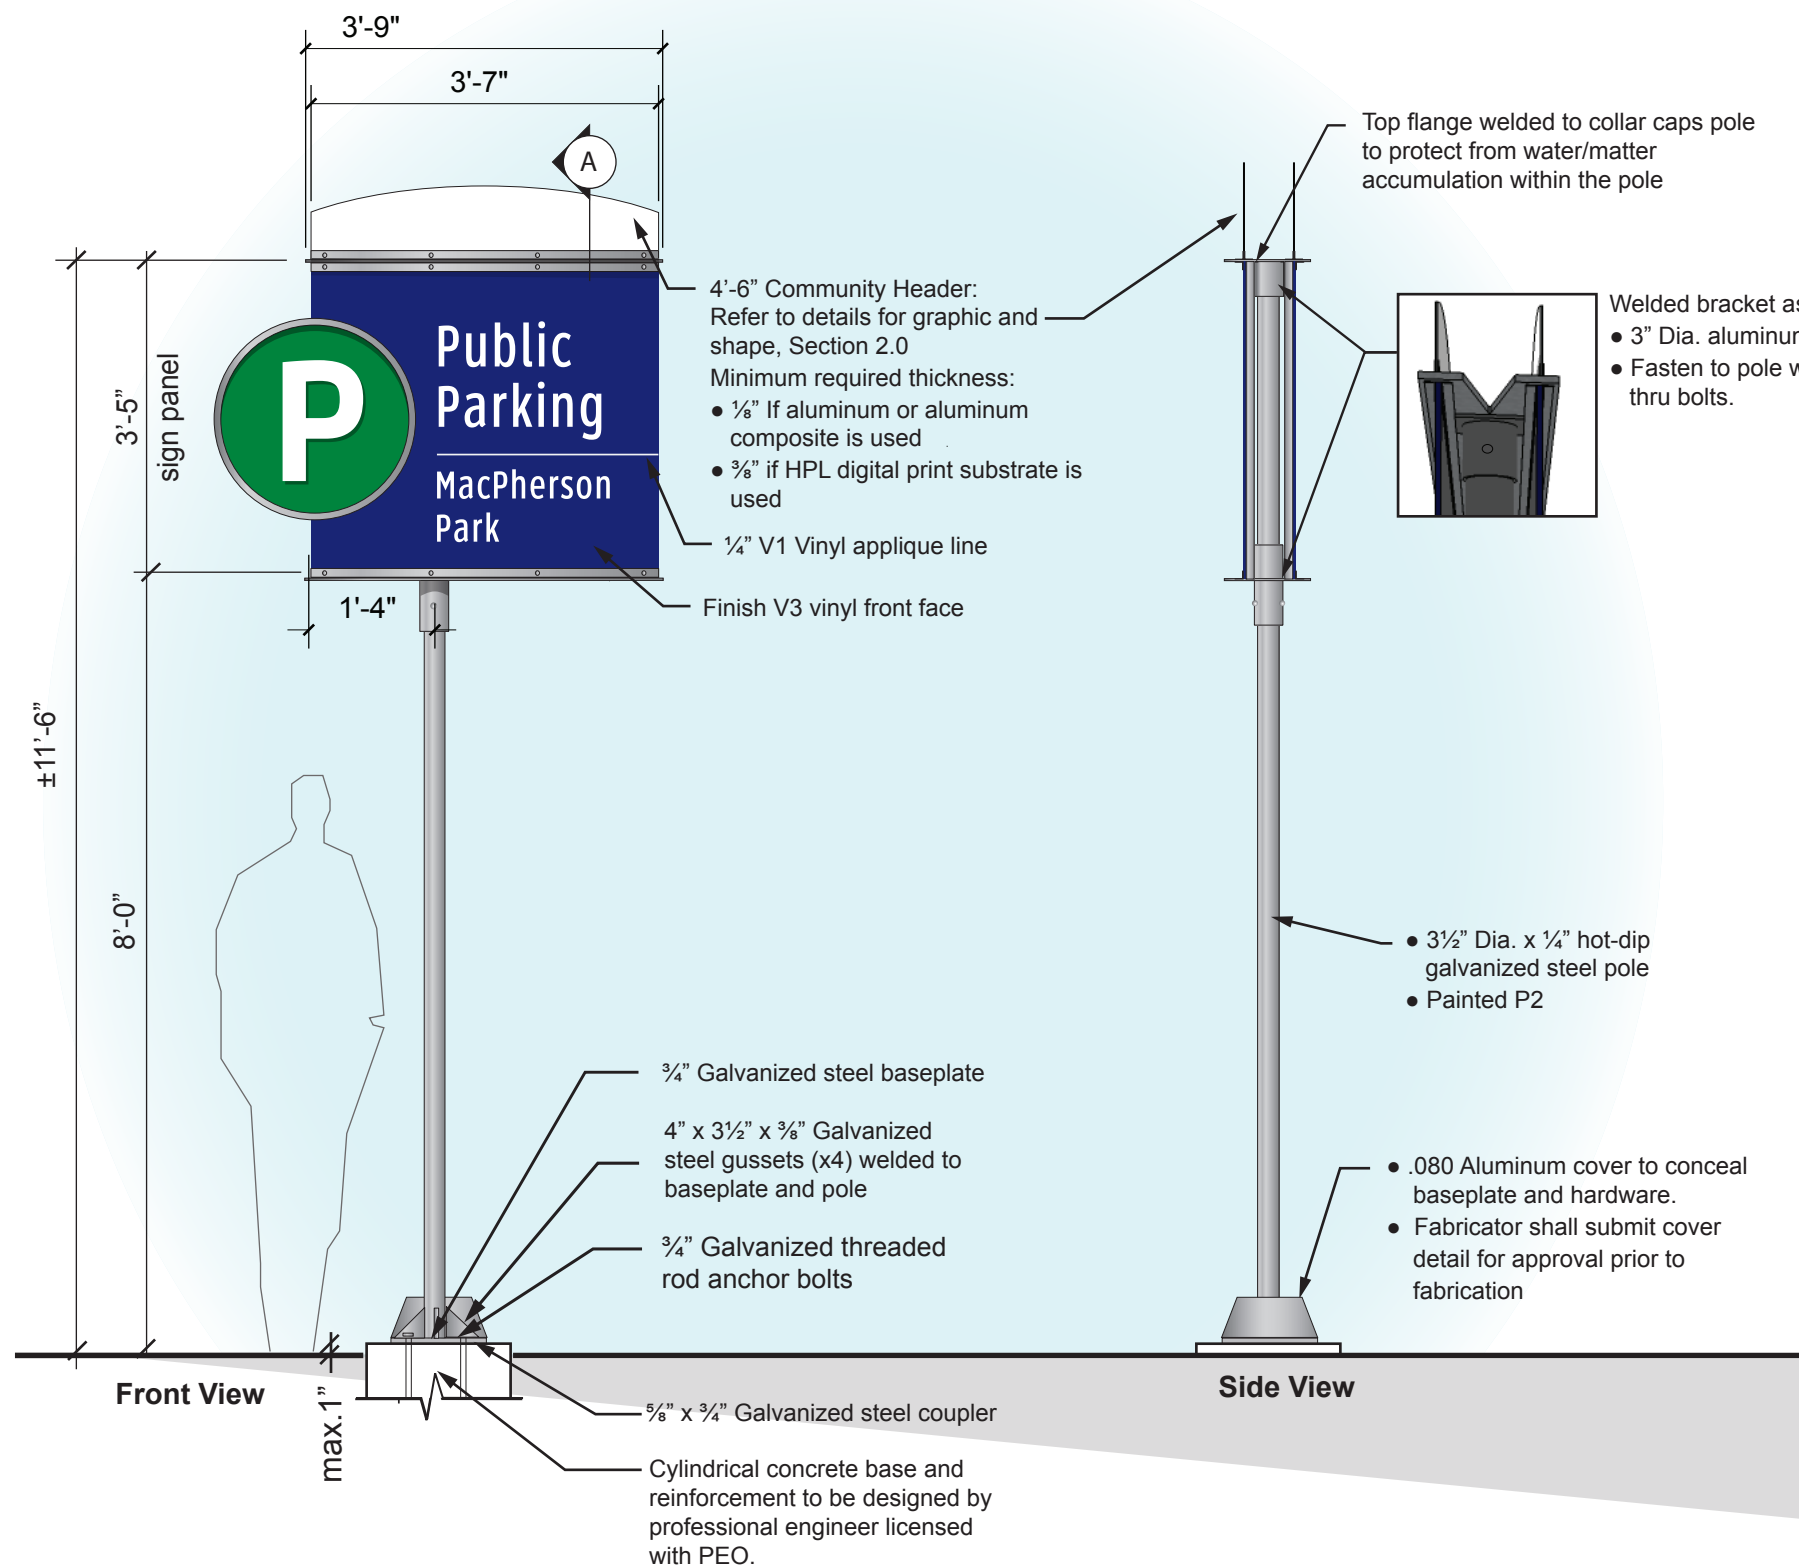 3'-9"
3'-7"
A
Public
Parking
MacPherson
Park
P
3'-5"
sign panel
1'-4"
±11'-6"
8'-0"
max.1"
Front View
4'-6" Community Header:
Refer to details for graphic and
shape, Section 2.0
Minimum required thickness:
● ⅛" If aluminum or aluminum
composite is used
● ⅜" if HPL digital print substrate is
used
¼" V1 Vinyl applique line
Finish V3 vinyl front face
¾" Galvanized steel baseplate
4" x 3½" x ⅜" Galvanized
steel gussets (x4) welded to
baseplate and pole
¾" Galvanized threaded
rod anchor bolts
⅝" x ¾" Galvanized steel coupler
Cylindrical concrete base and
reinforcement to be designed by
professional engineer licensed
with PEO.
Top flange welded to collar caps pole
to protect from water/matter
accumulation within the pole
Welded bracket as
● 3" Dia. aluminum
● Fasten to pole w
thru bolts.
● 3½" Dia. x ¼" hot-dip
galvanized steel pole
● Painted P2
● .080 Aluminum cover to conceal
baseplate and hardware.
● Fabricator shall submit cover
detail for approval prior to
fabrication
Side View